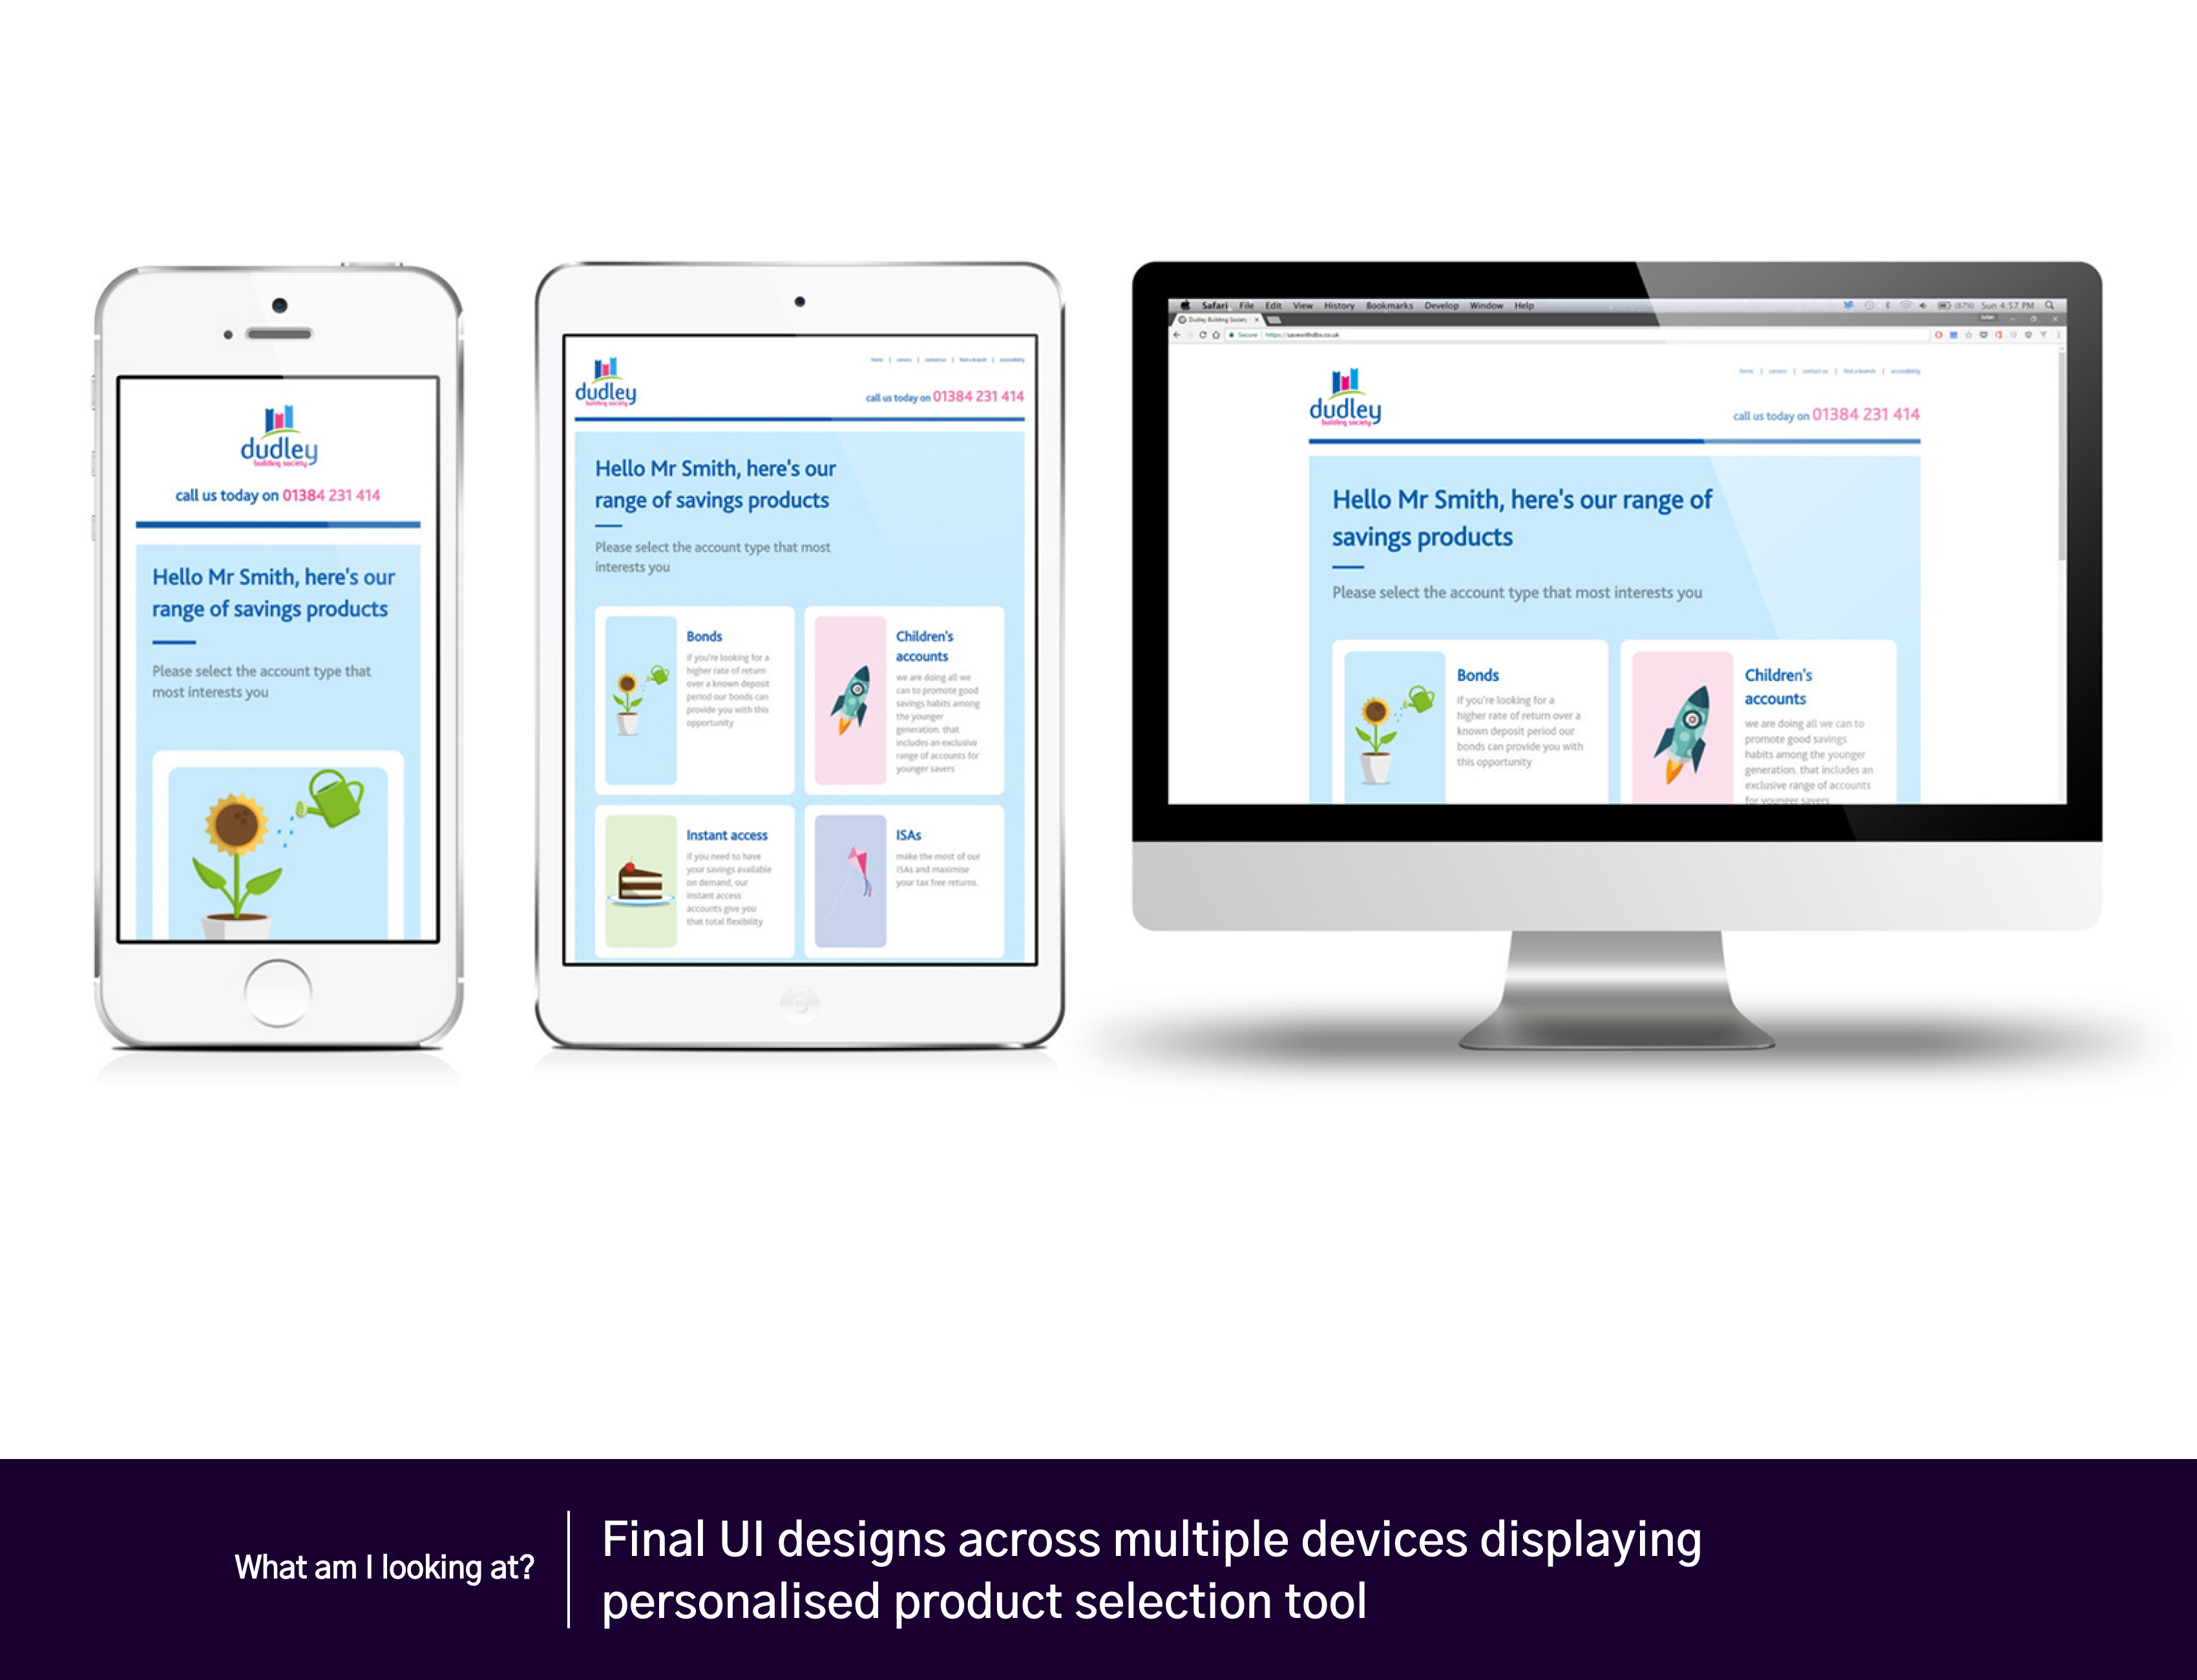 dudley
building society
call us today on 01384 231 414
Hello Mr Smith, here's our
range of savings products
Please select the account type that
most interests you
dudley
building society
home | careers | contact us | find a branch | accessibility
call us today on 01384 231 414
Hello Mr Smith, here's our
range of savings products
Please select the account type that most
interests you
Bonds
if you're looking for a
higher rate of return
over a known deposit
period our bonds can
provide you with this
opportunity
Children's
accounts
we are doing all we
can to promote good
savings habits among
the younger
generation. that
includes an exclusive
range of accounts for
younger savers
Instant access
if you need to have
your savings available
on demand, our
instant access
accounts give you
that total flexibility
ISAs
make the most of our
ISAs and maximise
your tax free returns.
Safari File Edit View History Bookmarks Develop Window Help
(87%) Sun 4:57 PM
Dudley Building Society
Secure | https://savewithdbs.co.uk
dudley
building society
home | careers | contact us | find a branch | accessibility
call us today on 01384 231 414
Hello Mr Smith, here's our range of
savings products
Please select the account type that most interests you
Bonds
if you're looking for a
higher rate of return over a
known deposit period our
bonds can provide you with
this opportunity
Children's
accounts
we are doing all we can to
promote good savings
habits among the younger
generation. that includes an
exclusive range of accounts
for younger savers
What am I looking at?
Final UI designs across multiple devices displaying
personalised product selection tool